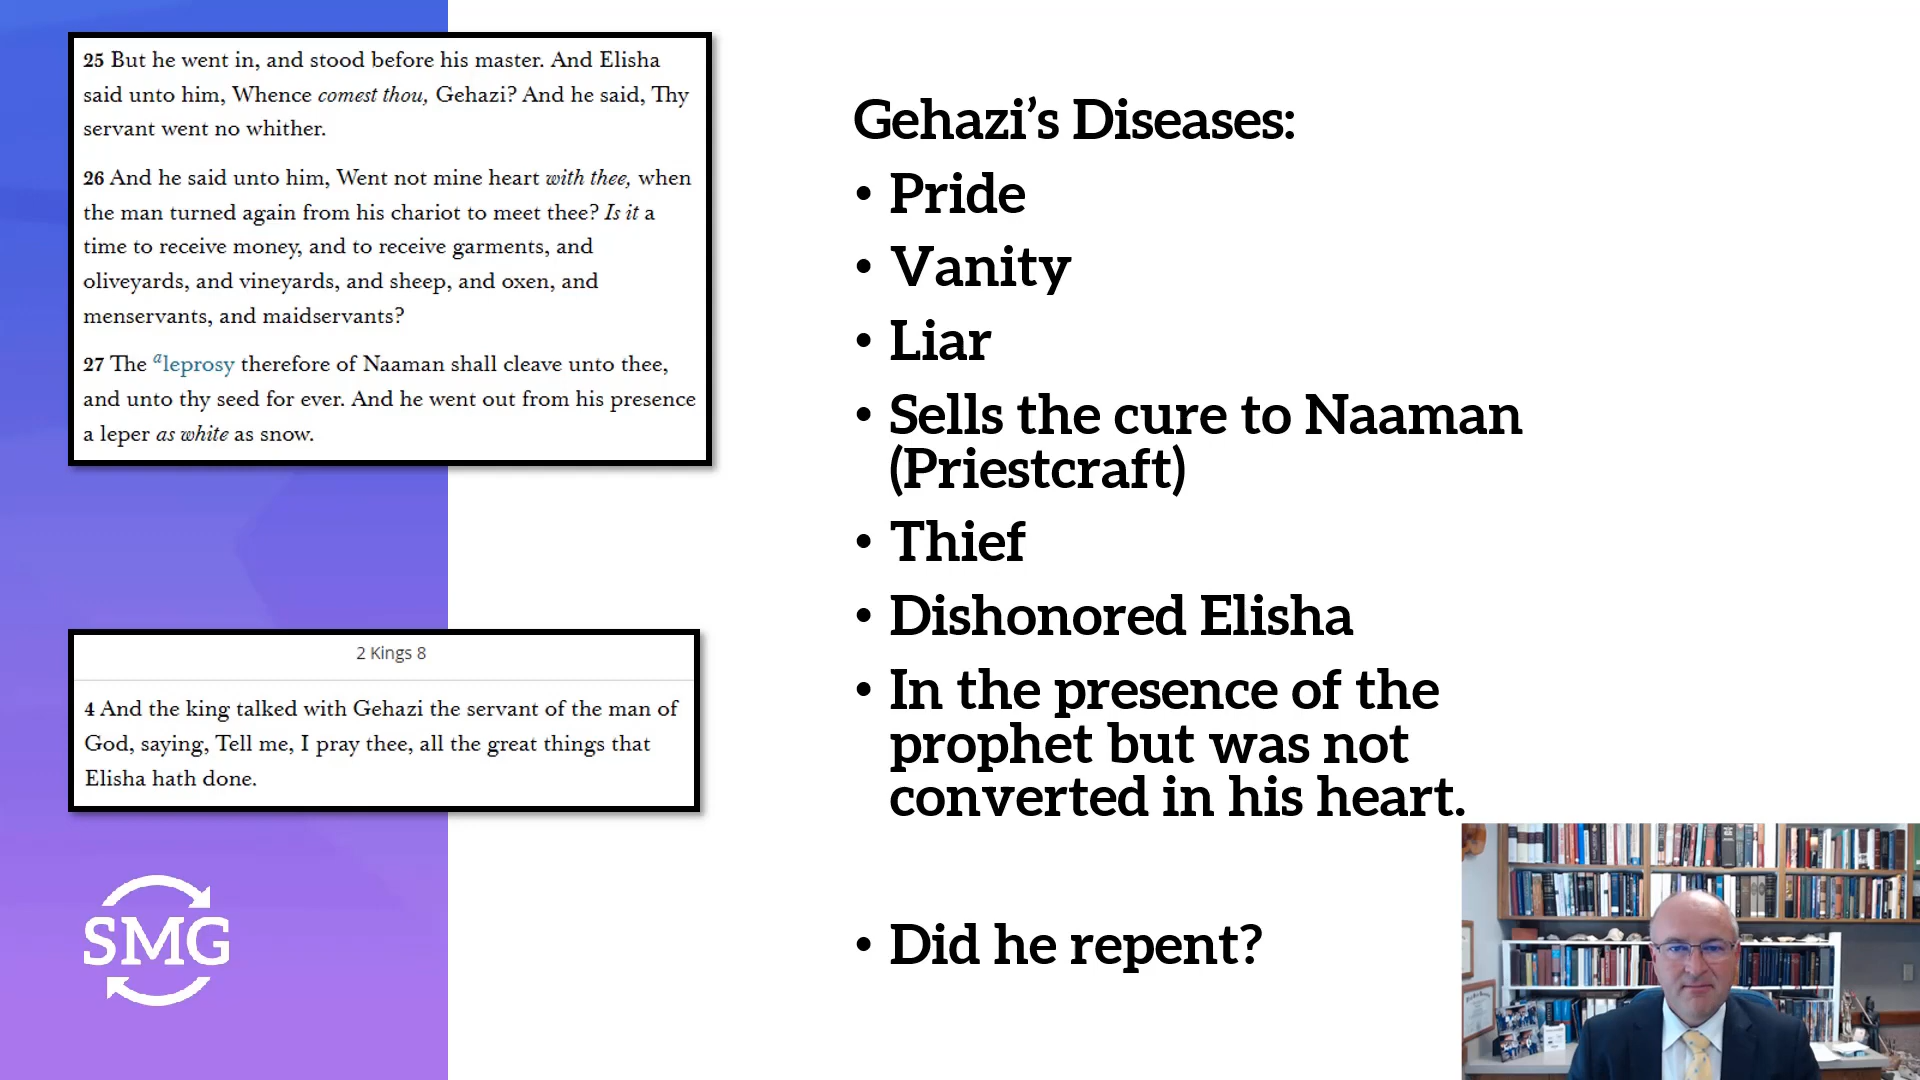 25 But he went in, and stood before his master. And Elisha
said unto him, Whence comest thou, Gehazi? And he said, Thy
servant went no whither.
26 And he said unto him, Went not mine heart with thee, when
the man turned again from his chariot to meet thee? Is it a
time to receive money, and to receive garments, and
oliveyards, and vineyards, and sheep, and oxen, and
menservants, and maidservants?
27 The aleprosy therefore of Naaman shall cleave unto thee,
and unto thy seed for ever. And he went out from his presence
a leper as white as snow.
2 Kings 8
4 And the king talked with Gehazi the servant of the man of
God, saying, Tell me, I pray thee, all the great things that
Elisha hath done.
SMG
Gehazi’s Diseases:
• Pride
• Vanity
• Liar
• Sells the cure to Naaman
(Priestcraft)
• Thief
• Dishonored Elisha
• In the presence of the
prophet but was not
converted in his heart.
• Did he repent?